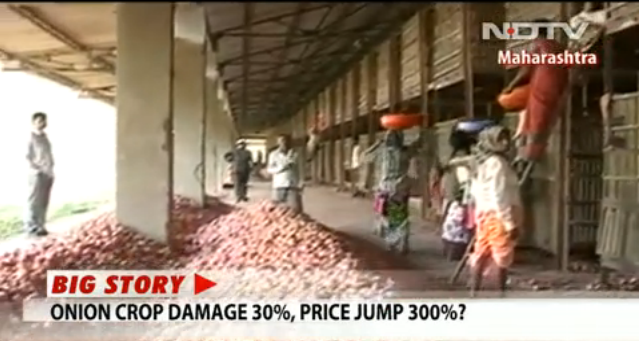 NDTV
Maharashtra
BIG STORY
ONION CROP DAMAGE 30%, PRICE JUMP 300%?